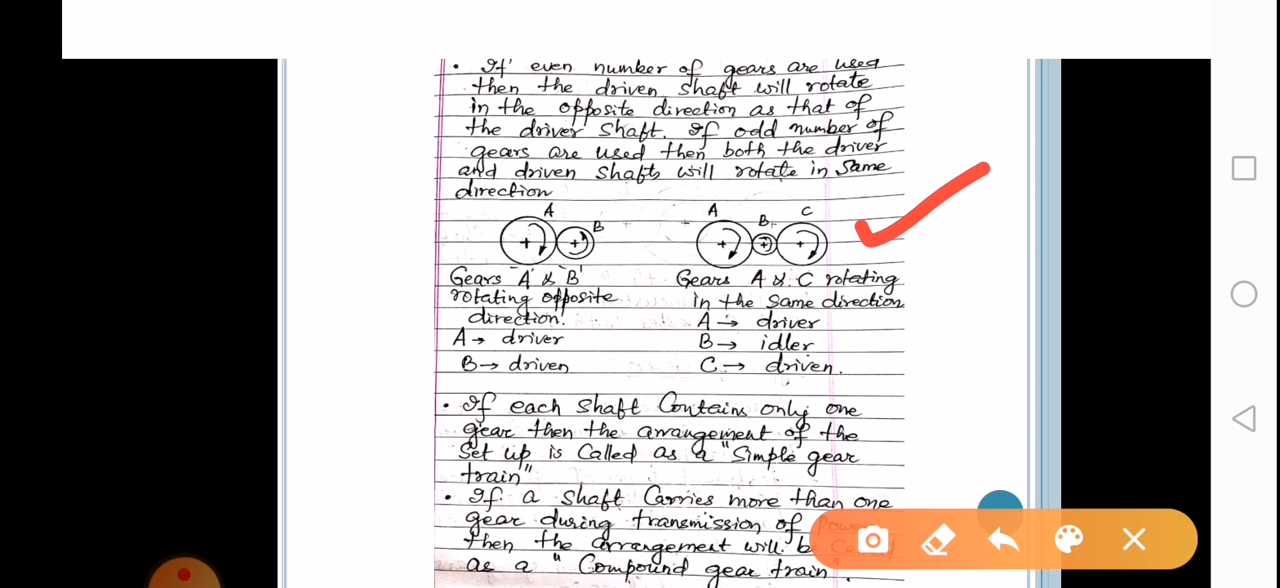 • If even number of gears are used
then the driven shaft will rotate
in the opposite direction as that of
the driver shaft. If odd number of
gears are used then both the driver
and driven shafts will rotate in same
direction
A
B
A
B
C
Gears 'A' & 'B'
rotating opposite
direction.
A → driver
B → driven
Gears A & C rotating
in the same direction
A → driver
B → idler
C → driven.
• If each shaft contains only one
gear then the arrangement of the
set up is called as a "Simple gear
train"
• If a shaft carries more than one
gear during transmission of power
then the arrangement will be called
as a "Compound gear train".